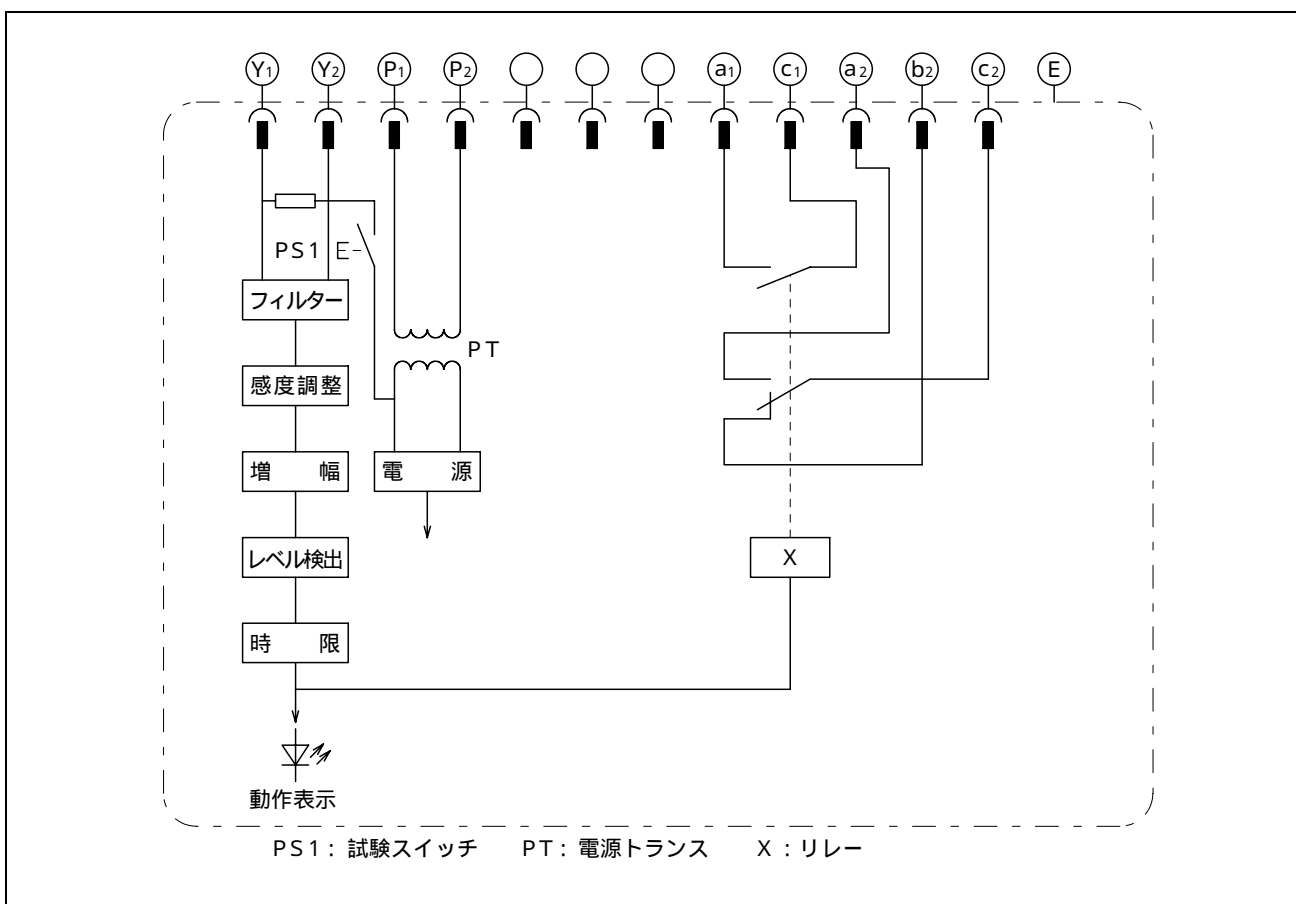 Y1 Y2 P1 P2 a1 c1 a2 b2 c2 E
PS1 E
フィルター
PT
感度調整
増 幅
電 源
レベル検出
X
時 限
動作表示
PS1：試験スイッチ PT：電源トランス X：リレー